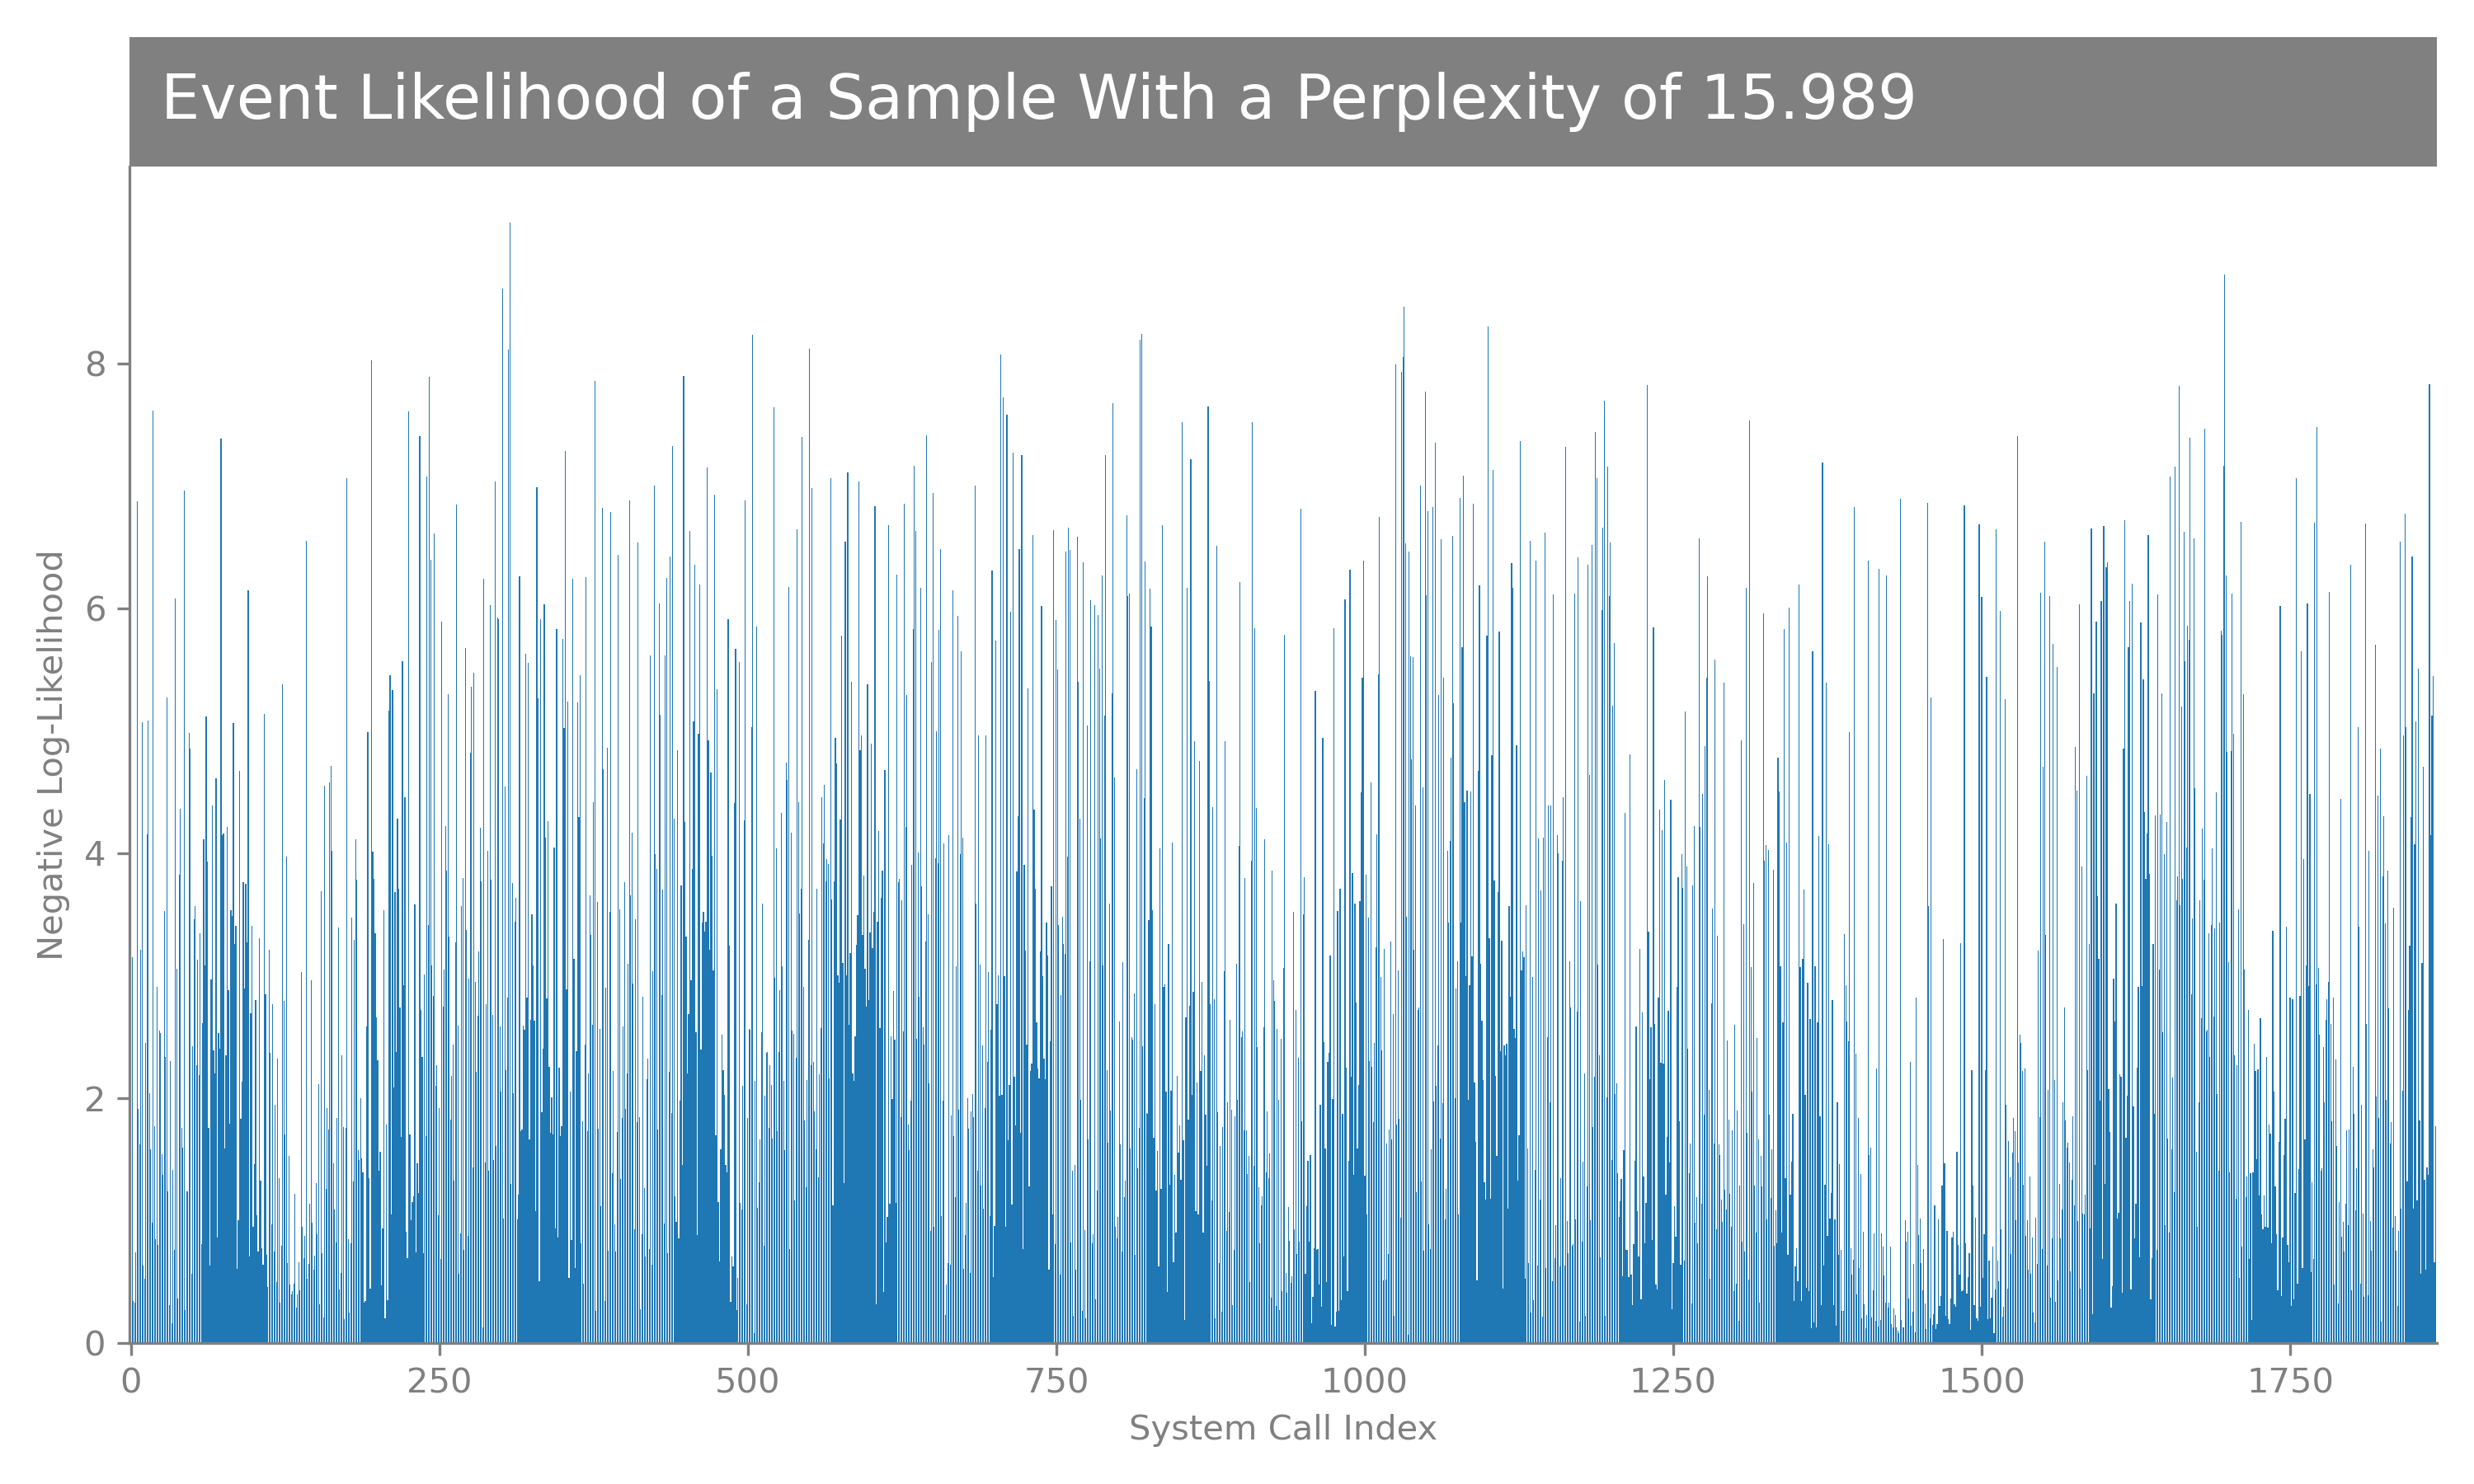 Event Likelihood of a Sample With a Perplexity of 15.989
Negative Log-Likelihood
8
6
4
2
0
0 250 500 750 1000 1250 1500 1750
System Call Index